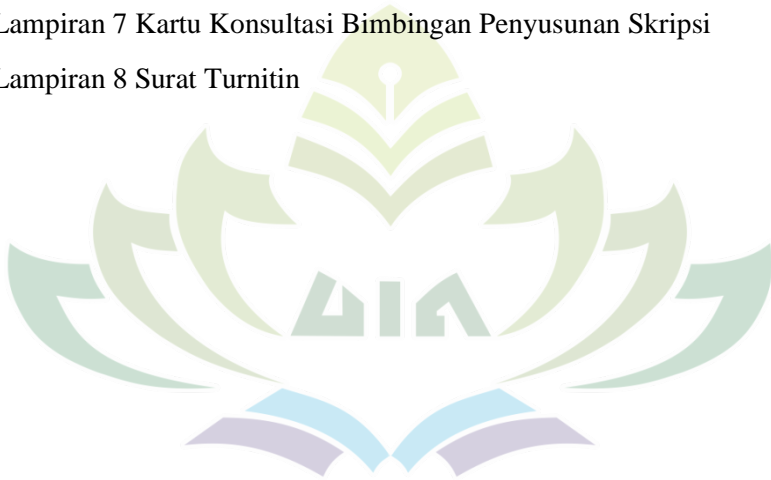 Lampiran 7 Kartu Konsultasi Bimbingan Penyusunan Skripsi
Lampiran 8 Surat Turnitin